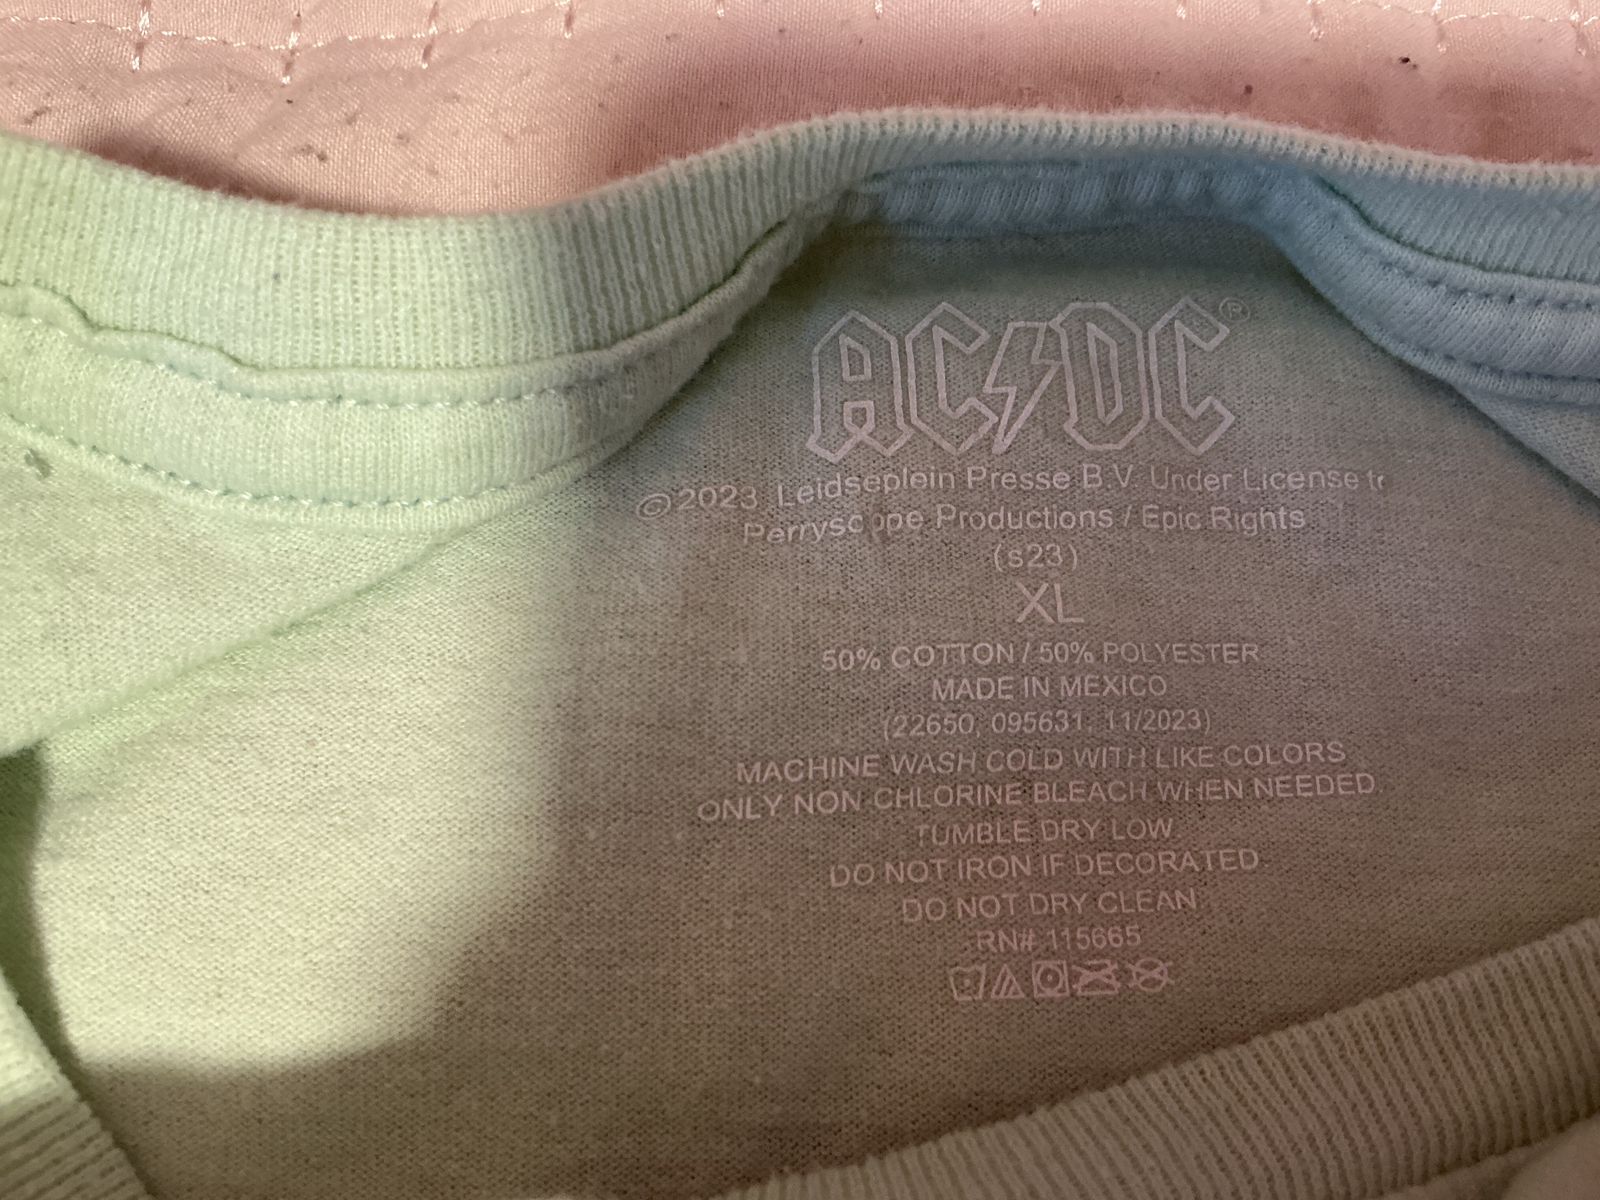 AC/DC®
©2023 Leidseplein Presse B.V. Under License tr
Perryscope Productions / Epic Rights
(s23)
XL
50% COTTON / 50% POLYESTER
MADE IN MEXICO
(22650, 095631, 11/2023)
MACHINE WASH COLD WITH LIKE COLORS
ONLY NON CHLORINE BLEACH WHEN NEEDED.
TUMBLE DRY LOW.
DO NOT IRON IF DECORATED.
DO NOT DRY CLEAN
RN# 115665